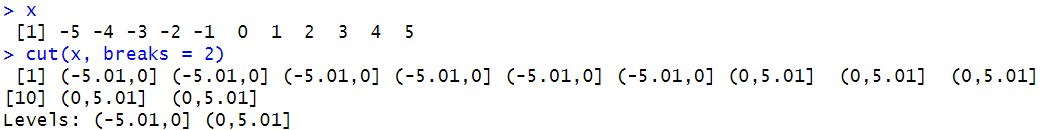 > x
 [1] -5 -4 -3 -2 -1  0  1  2  3  4  5
> cut(x, breaks = 2)
 [1] (-5.01,0] (-5.01,0] (-5.01,0] (-5.01,0] (-5.01,0] (-5.01,0] (0,5.01]  (0,5.01]  (0,5.01] 
[10] (0,5.01]  (0,5.01] 
Levels: (-5.01,0] (0,5.01]